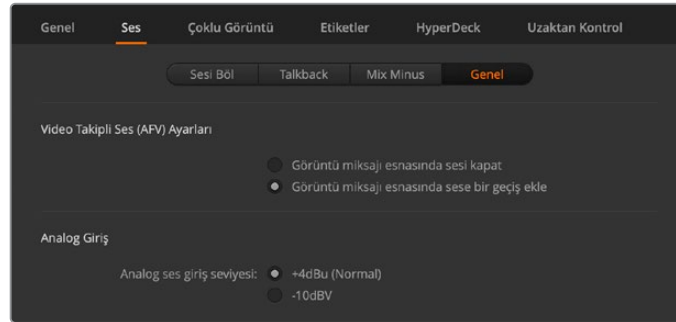 Genel Ses Çoklu Görüntü Etiketler HyperDeck Uzaktan Kontrol
Sesi Böl Talkback Mix Minus Genel
Video Takipli Ses (AFV) Ayarları
Görüntü miksajı esnasında sesi kapat
Görüntü miksajı esnasında sese bir geçiş ekle
Analog Giriş
Analog ses giriş seviyesi: +4dBu (Normal)
-10dBV